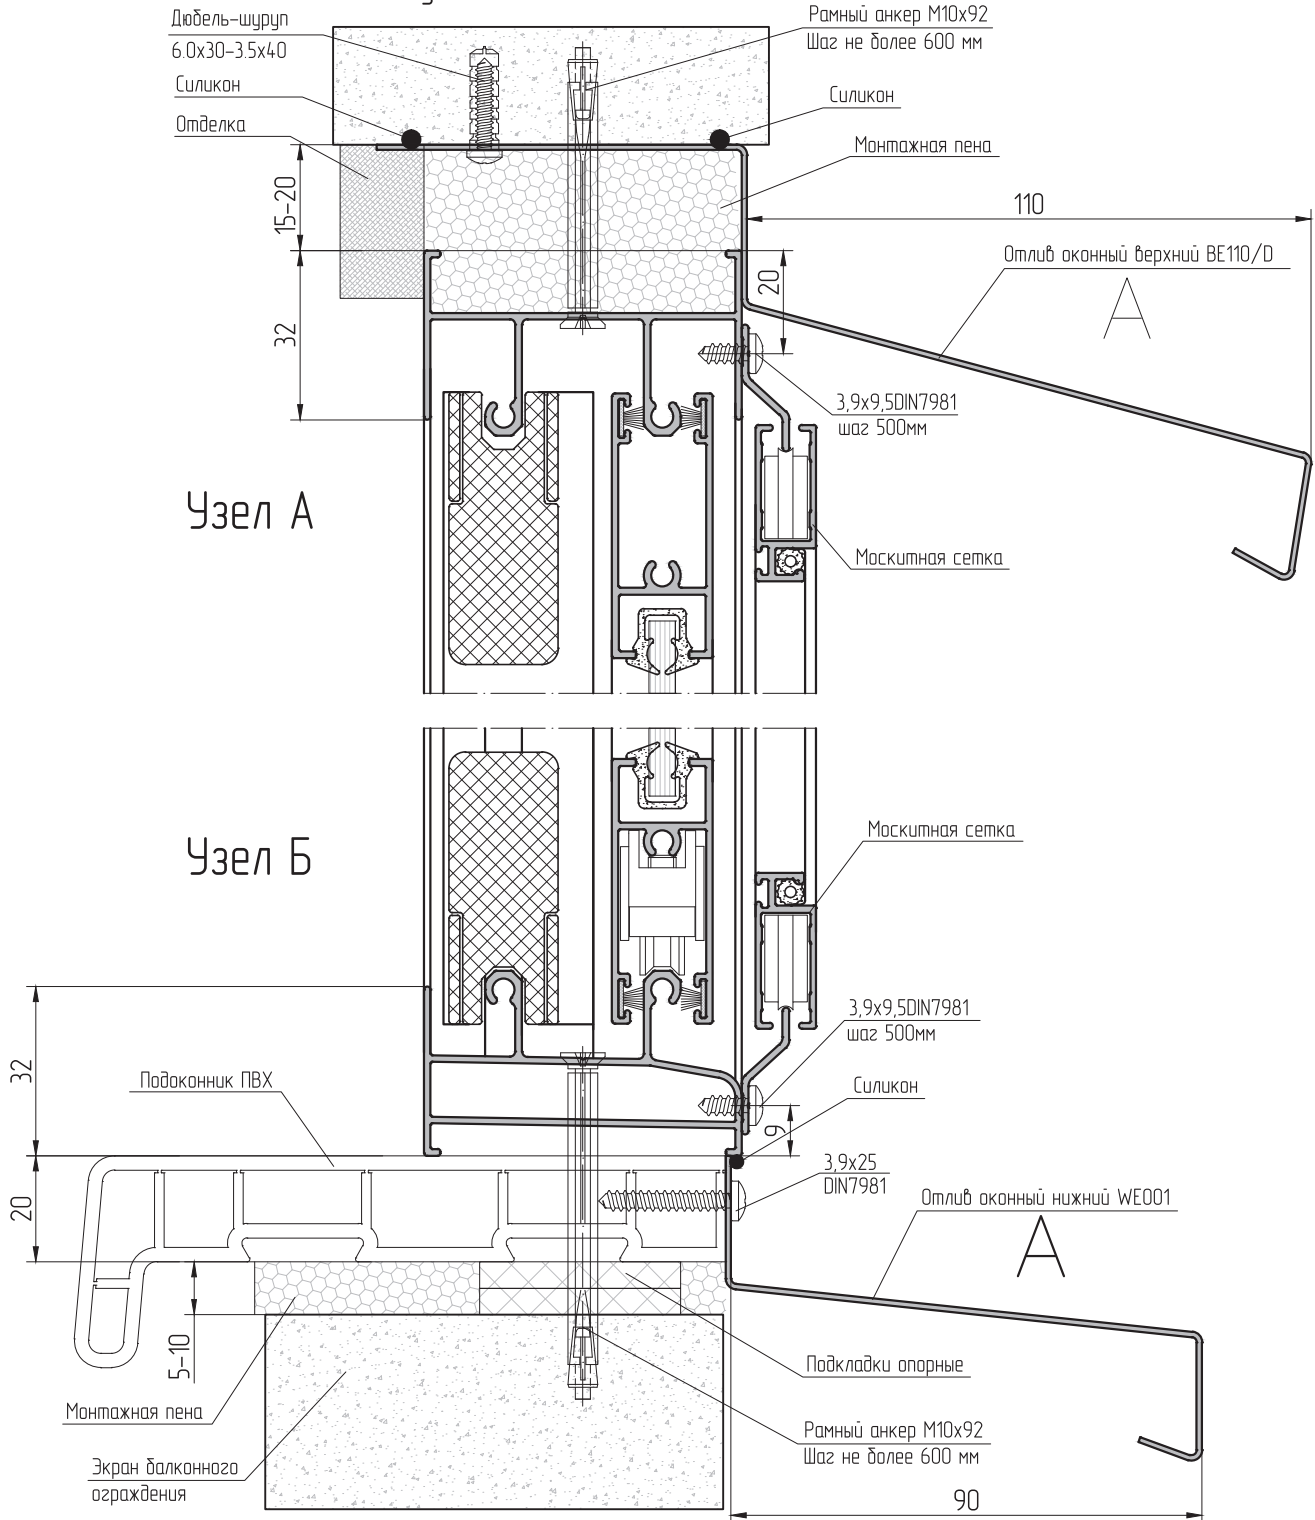 Дюбель-шуруп
6.0х30-3.5х40
Силикон
Отделка
Рамный анкер М10х92
Шаг не более 600 мм
Силикон
Монтажная пена
15-20
110
Отлив оконный верхний ВЕ110/D
А
20
32
3,9х9,5DIN7981
шаг 500мм
Узел А
Москитная сетка
Узел Б
Москитная сетка
3,9х9,5DIN7981
шаг 500мм
32
Подоконник ПВХ
Силикон
9
3,9х25
DIN7981
20
Отлив оконный нижний WE001
А
5-10
Подкладки опорные
Монтажная пена
Рамный анкер М10х92
Шаг не более 600 мм
Экран балконного
ограждения
90